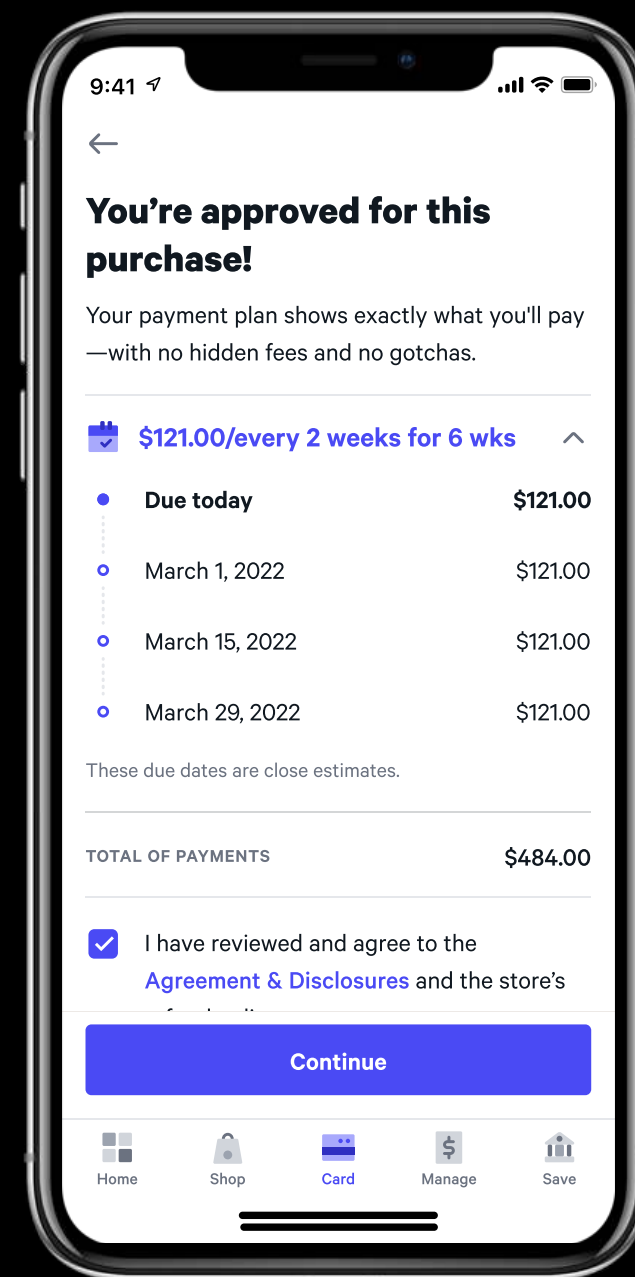 9:41
You’re approved for this
purchase!
Your payment plan shows exactly what you'll pay
—with no hidden fees and no gotchas.
$121.00/every 2 weeks for 6 wks
Due today $121.00
March 1, 2022 $121.00
March 15, 2022 $121.00
March 29, 2022 $121.00
These due dates are close estimates.
TOTAL OF PAYMENTS $484.00
I have reviewed and agree to the
Agreement & Disclosures and the store’s
Continue
Home Shop Card Manage Save